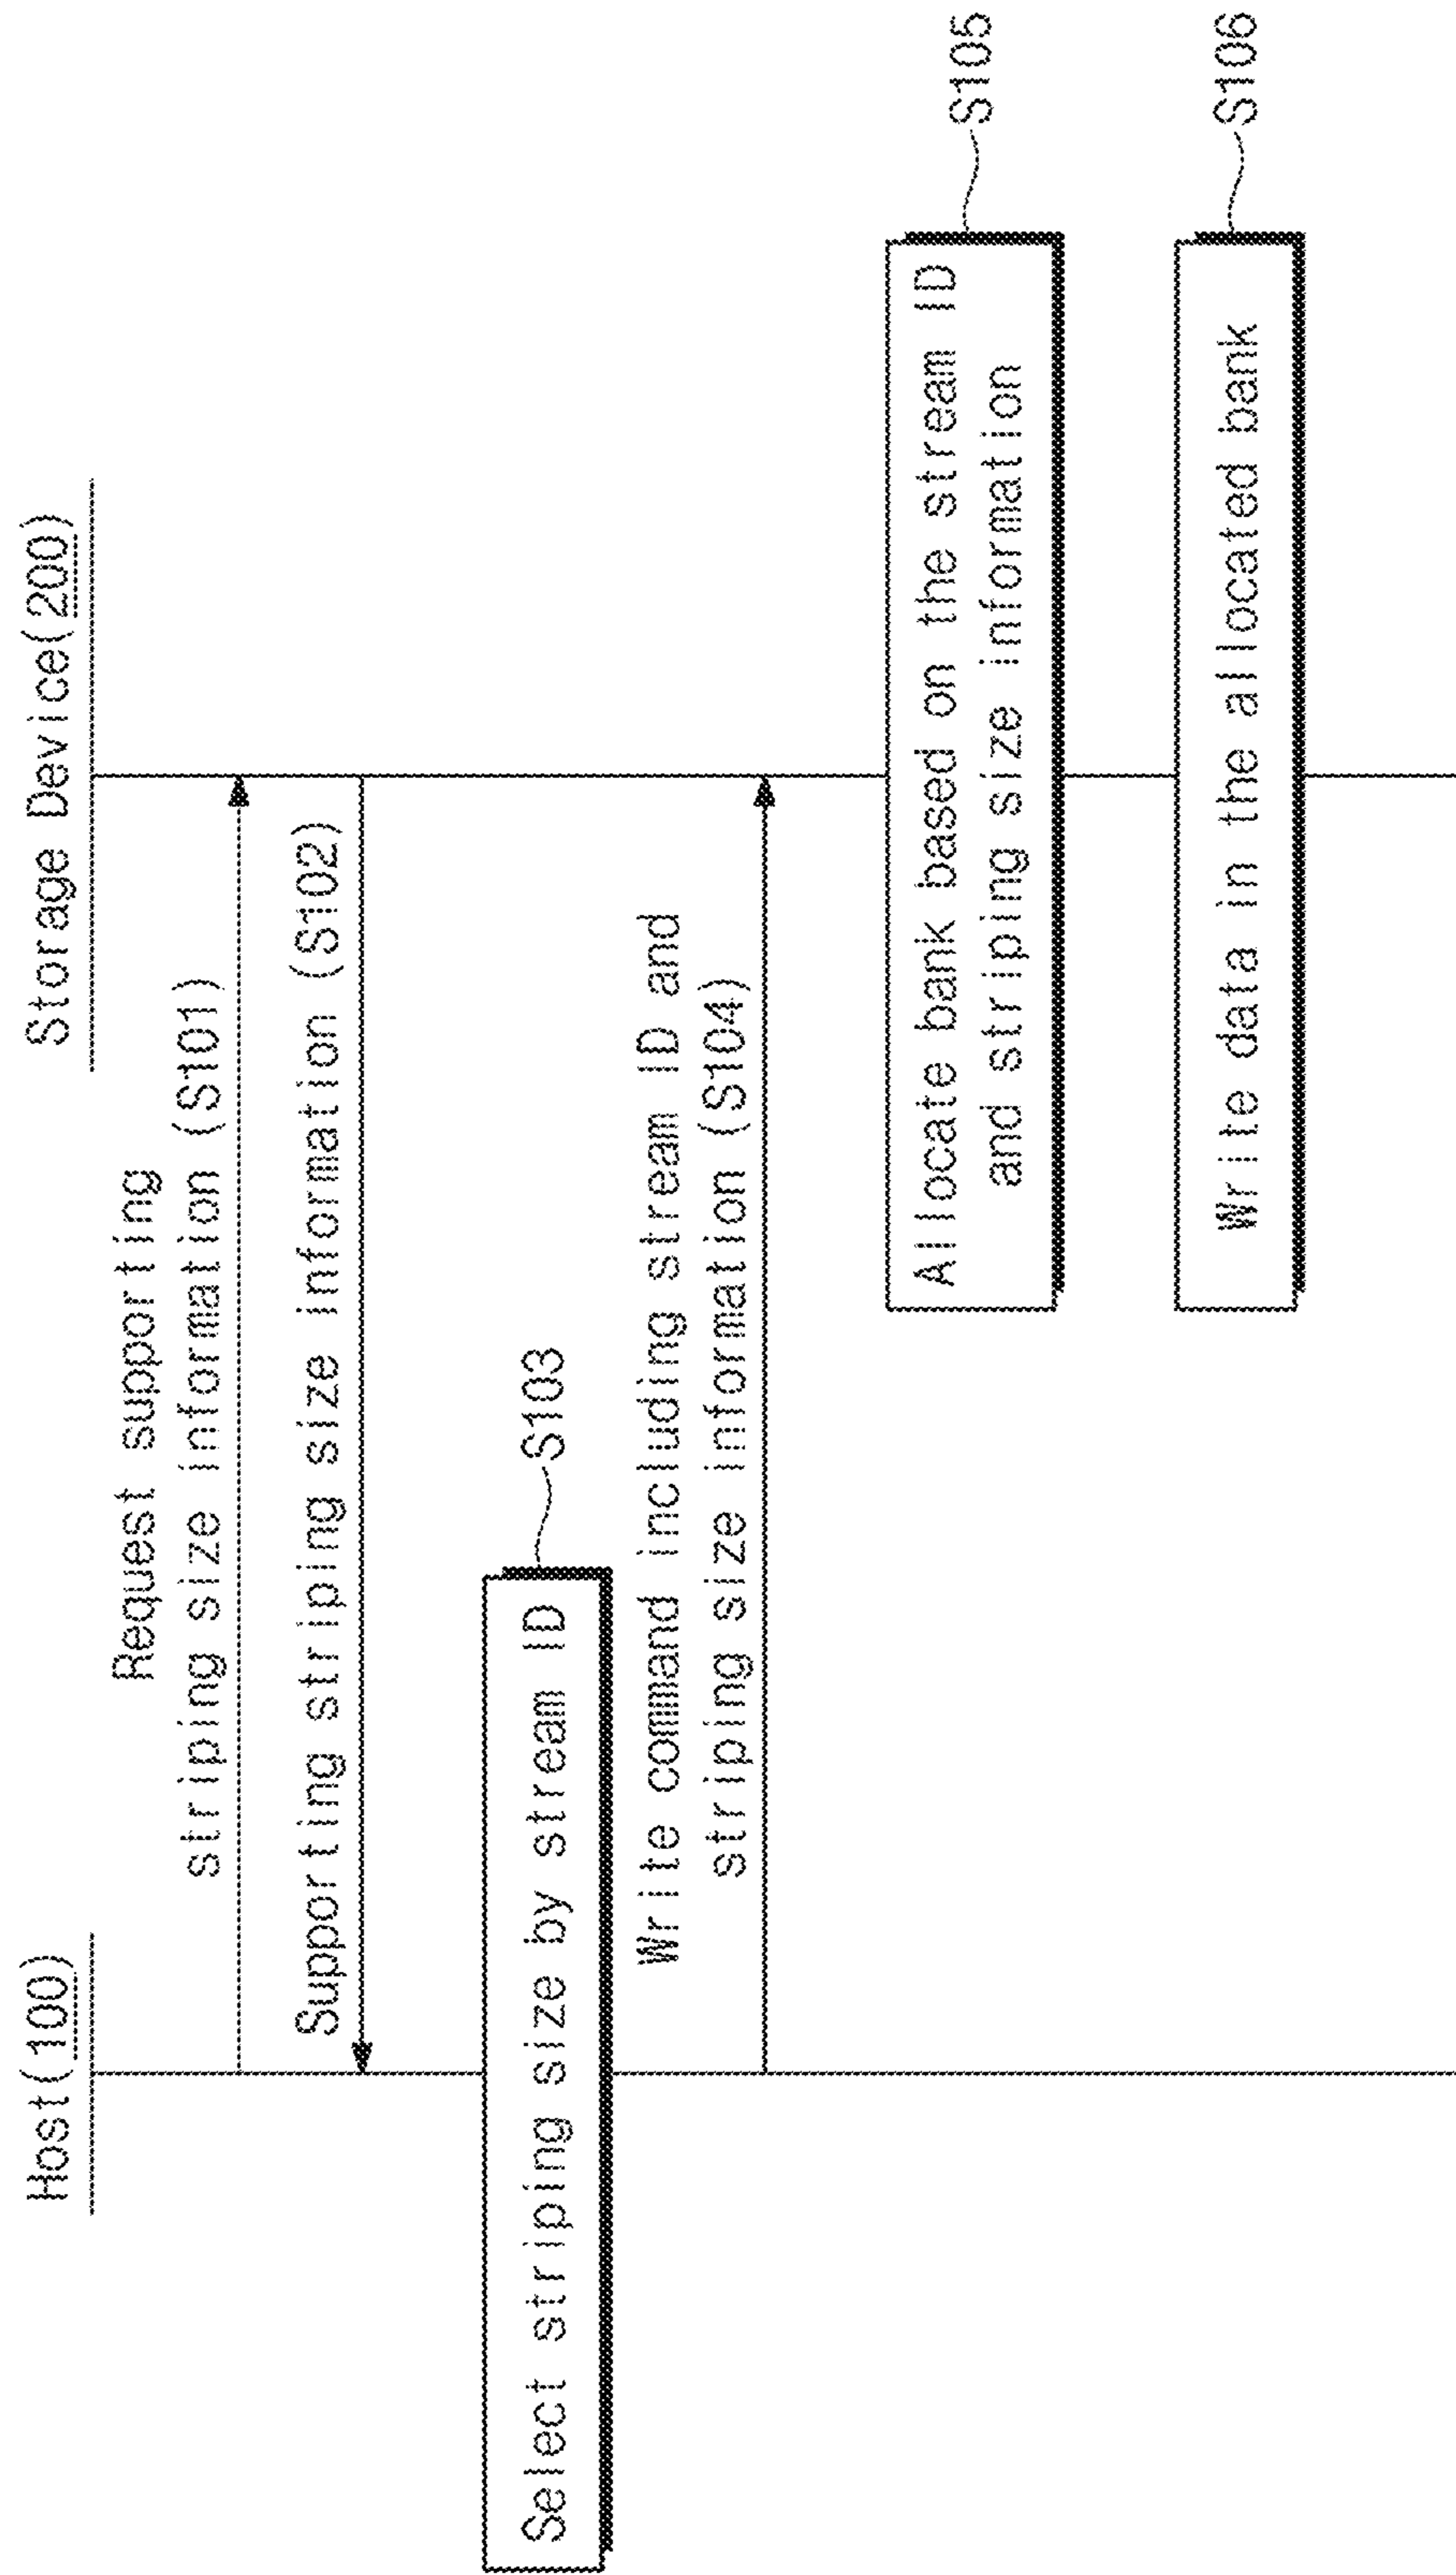 Host(100)
Storage Device(200)
Request supporting
striping size information (S101)
Supporting striping size information (S102)
Select striping size by stream ID
S103
Write command including stream ID and
striping size information (S104)
Allocate bank based on the stream ID
and striping size information
S105
Write data in the allocated bank
S106